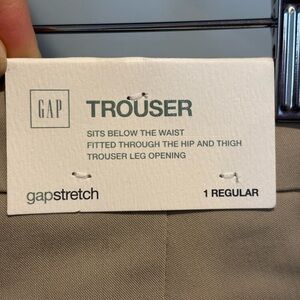 GAP
TROUSER
SITS BELOW THE WAIST
FITTED THROUGH THE HIP AND THIGH
TROUSER LEG OPENING
gapstretch
1 REGULAR